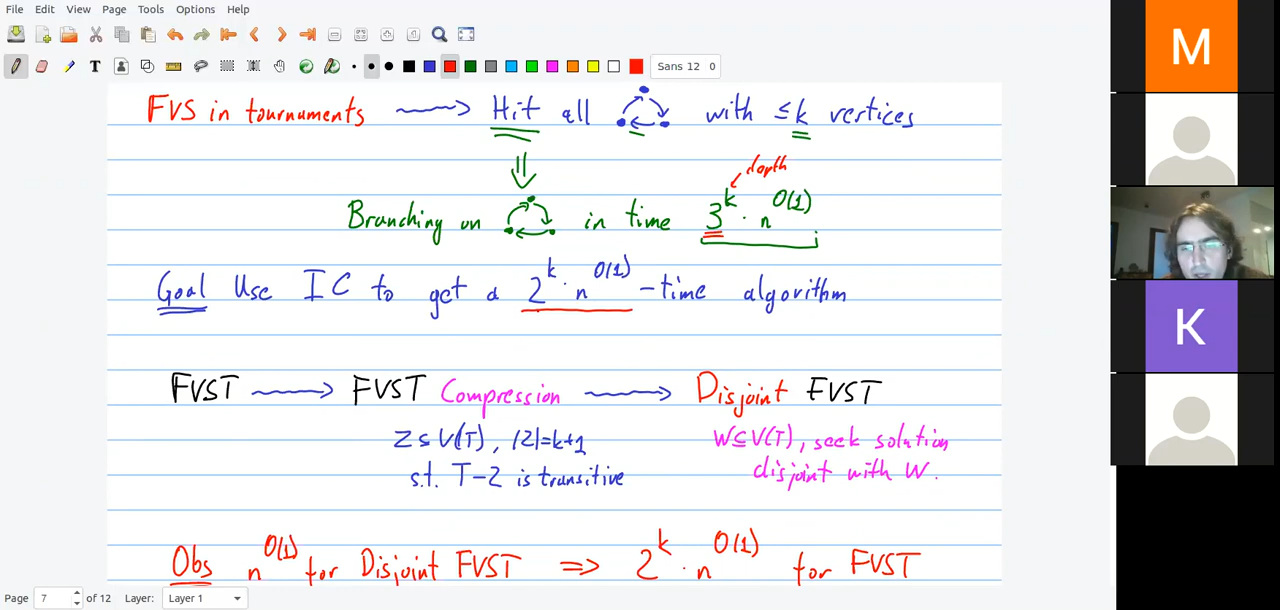 File Edit View Page Tools Options Help
Sans 12 0
FVS in tournaments Hit all with ≤k vertices
depth
Branching on in time 3^k · n^O(1)
Goal Use IC to get a 2^k · n^O(1) -time algorithm
FVST FVST Compression Disjoint FVST
Z⊆V(T), |Z|=k+1
s.t. T-Z is transitive
W⊆V(T), seek solution
disjoint with W.
Obs n^O(1) for Disjoint FVST ⇒ 2^k · n^O(1) for FVST
Page 7 of 12 Layer: Layer 1
M
K